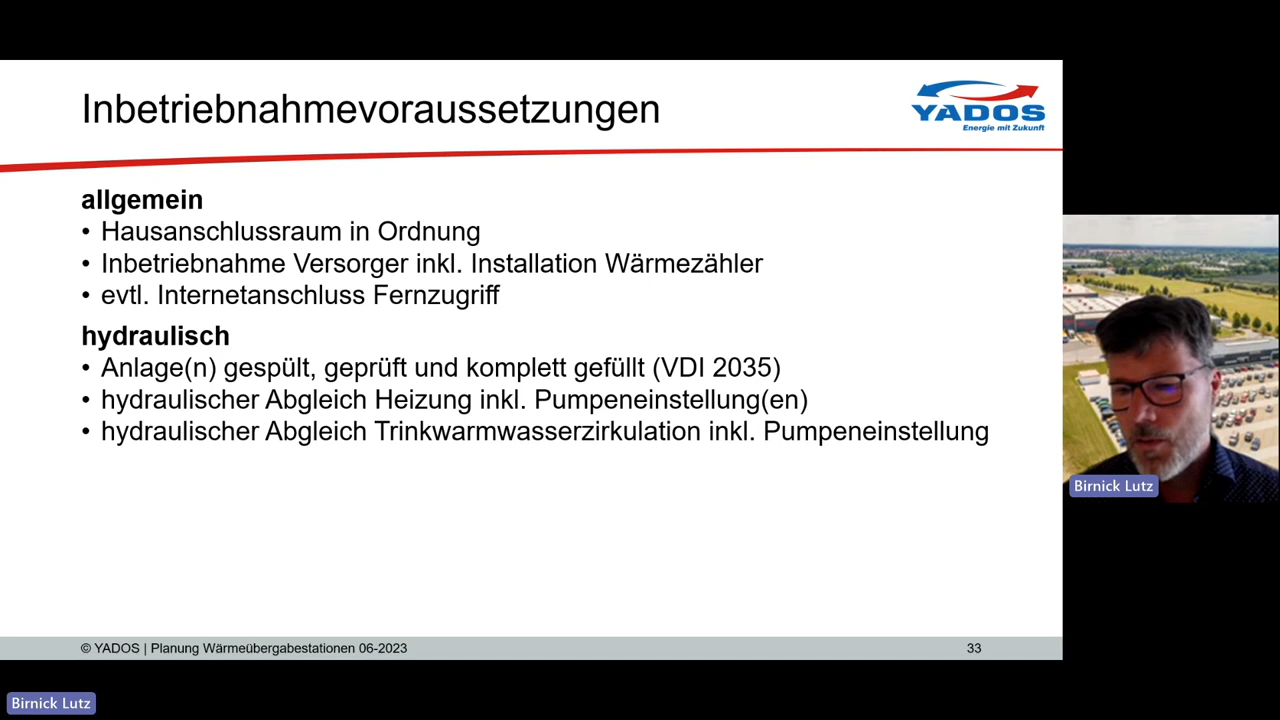 Inbetriebnahmevoraussetzungen
YADOS
Energie mit Zukunft
allgemein
• Hausanschlussraum in Ordnung
• Inbetriebnahme Versorger inkl. Installation Wärmezähler
• evtl. Internetanschluss Fernzugriff
hydraulisch
• Anlage(n) gespült, geprüft und komplett gefüllt (VDI 2035)
• hydraulischer Abgleich Heizung inkl. Pumpeneinstellung(en)
• hydraulischer Abgleich Trinkwarmwasserzirkulation inkl. Pumpeneinstellung
Birnick Lutz
© YADOS | Planung Wärmeübergabestationen 06-2023
33
Birnick Lutz